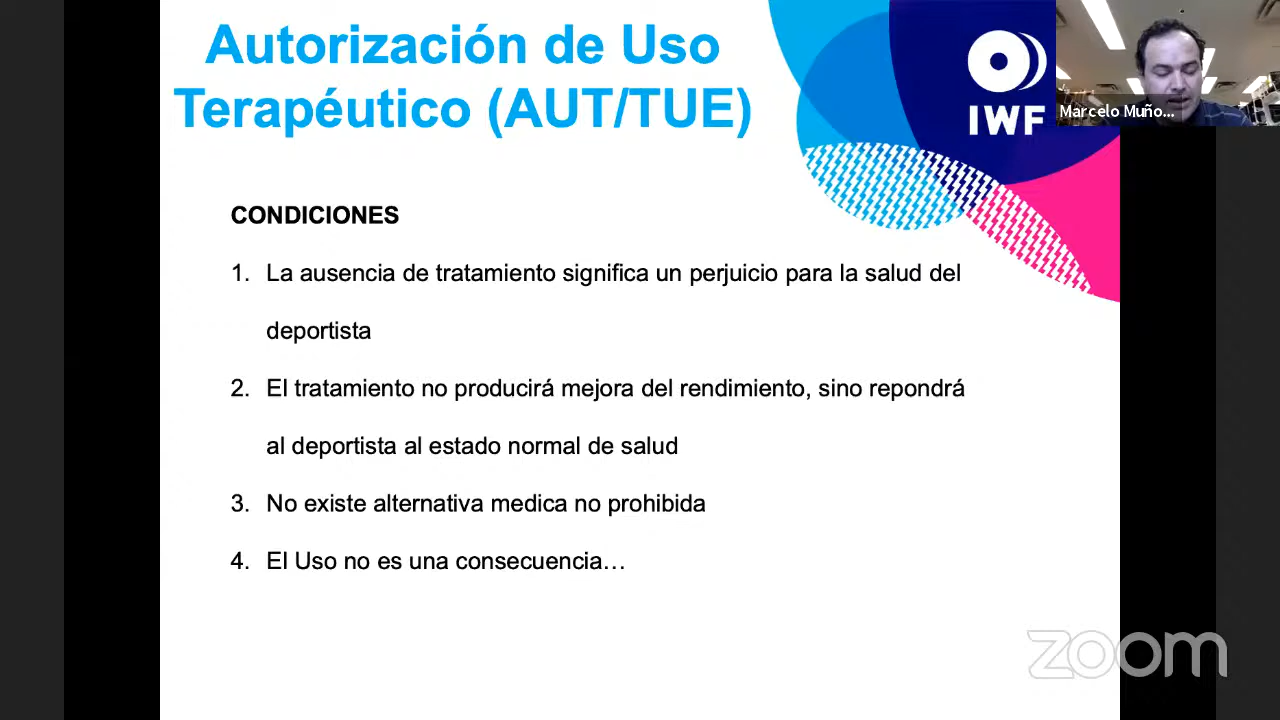 Autorización de Uso
Terapéutico (AUT/TUE)
IWF
Marcelo Muño...
CONDICIONES
1. La ausencia de tratamiento significa un perjuicio para la salud del
deportista
2. El tratamiento no producirá mejora del rendimiento, sino repondrá
al deportista al estado normal de salud
3. No existe alternativa medica no prohibida
4. El Uso no es una consecuencia…
zoom